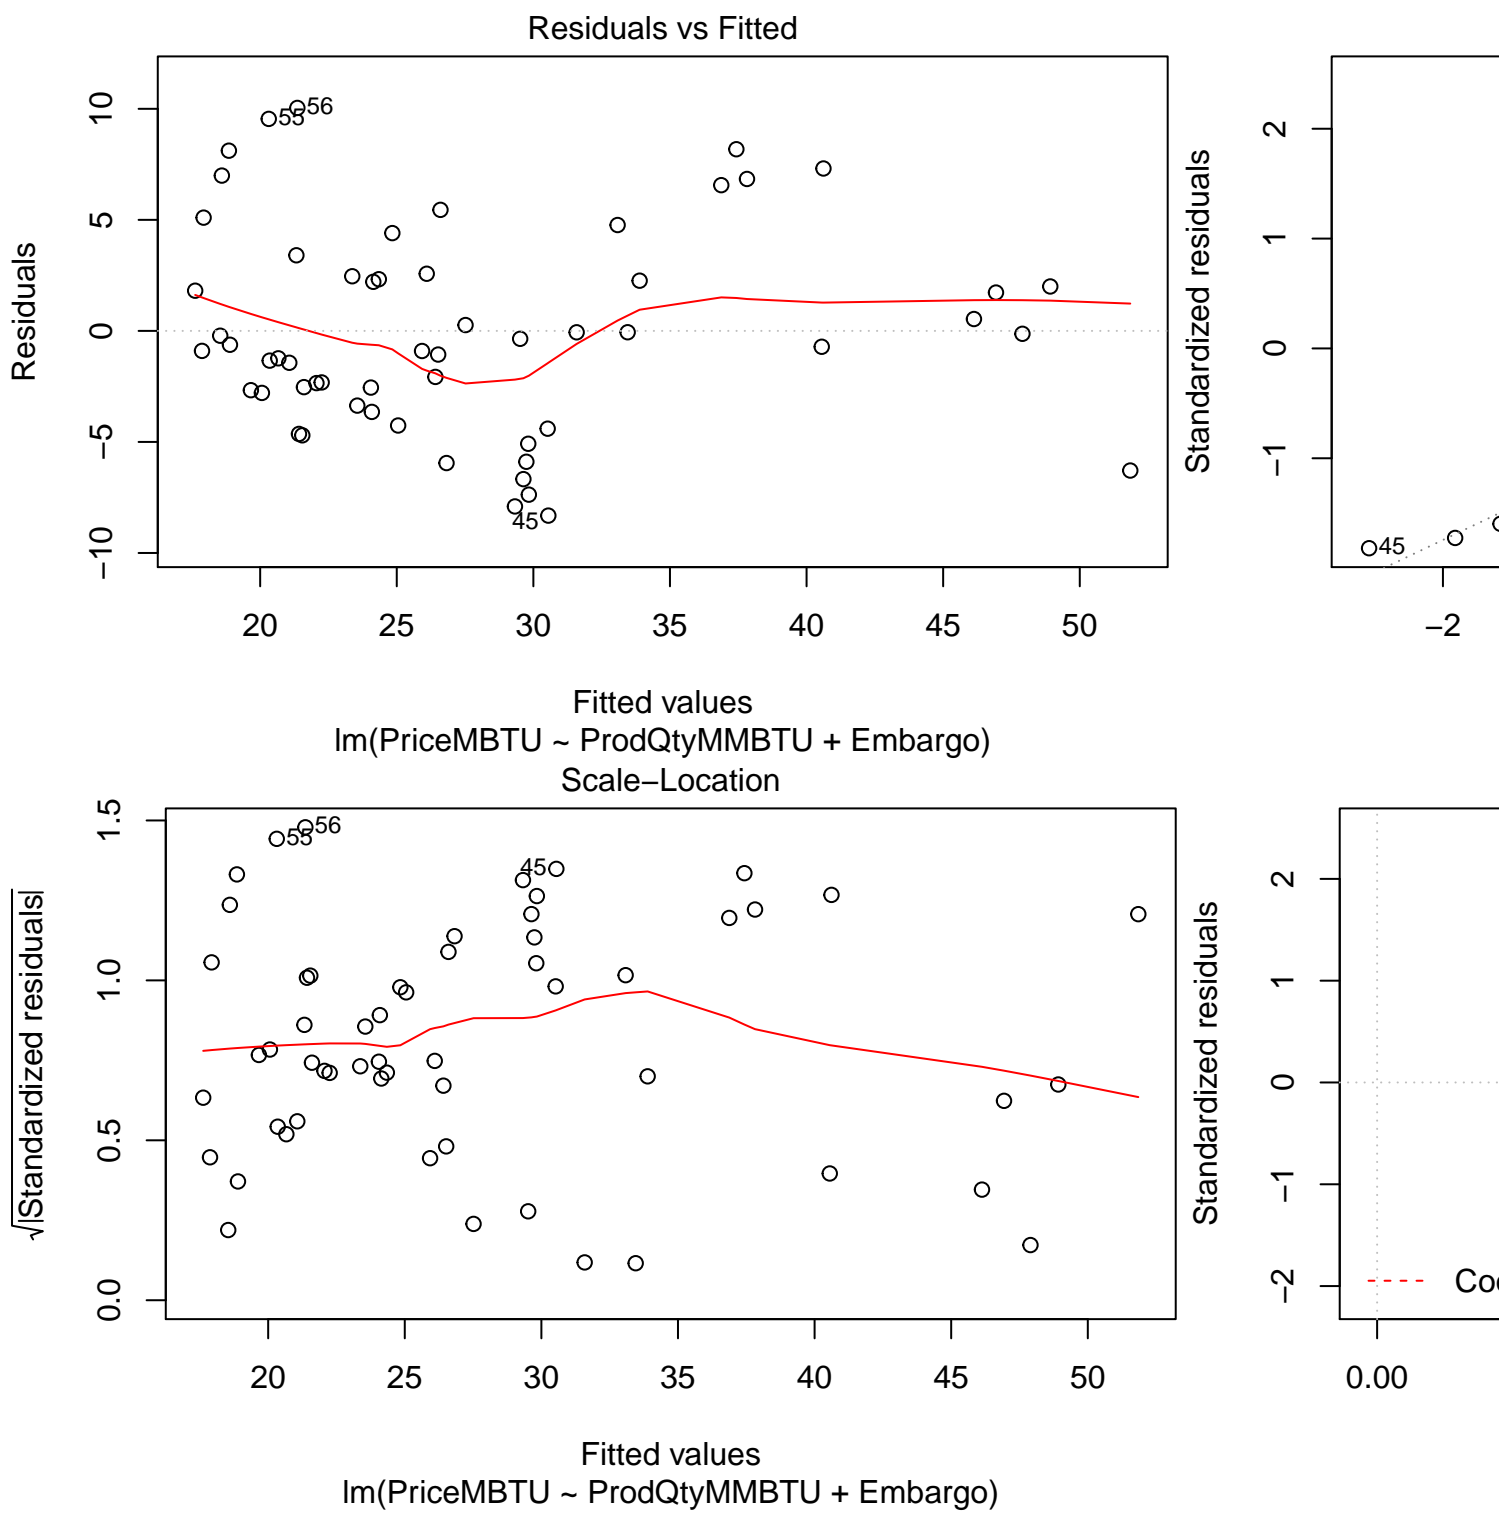 Residuals vs Fitted
Residuals
10
5
0
−5
−10
56
55
45
20 25 30 35 40 45 50
Fitted values
lm(PriceMBTU ~ ProdQtyMMBTU + Embargo)
Standardized residuals
2
1
0
−1
45
−2
Scale−Location
√|Standardized residuals|
1.5
1.0
0.5
0.0
56
55
45
20 25 30 35 40 45 50
Fitted values
lm(PriceMBTU ~ ProdQtyMMBTU + Embargo)
Standardized residuals
2
1
0
−1
−2
0.00